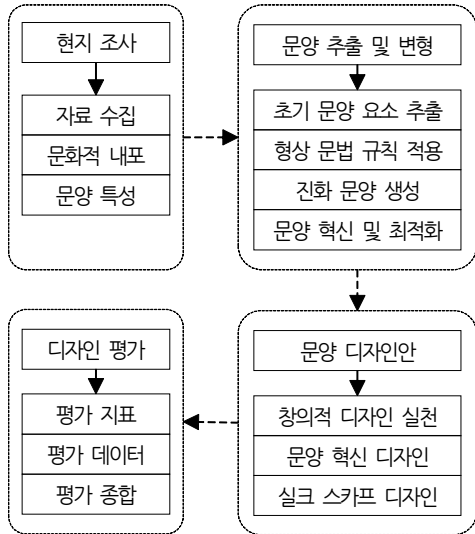 현지 조사
자료 수집
문화적 내포
문양 특성
문양 추출 및 변형
초기 문양 요소 추출
형상 문법 규칙 적용
진화 문양 생성
문양 혁신 및 최적화
문양 디자인안
창의적 디자인 실천
문양 혁신 디자인
실크 스카프 디자인
디자인 평가
평가 지표
평가 데이터
평가 종합